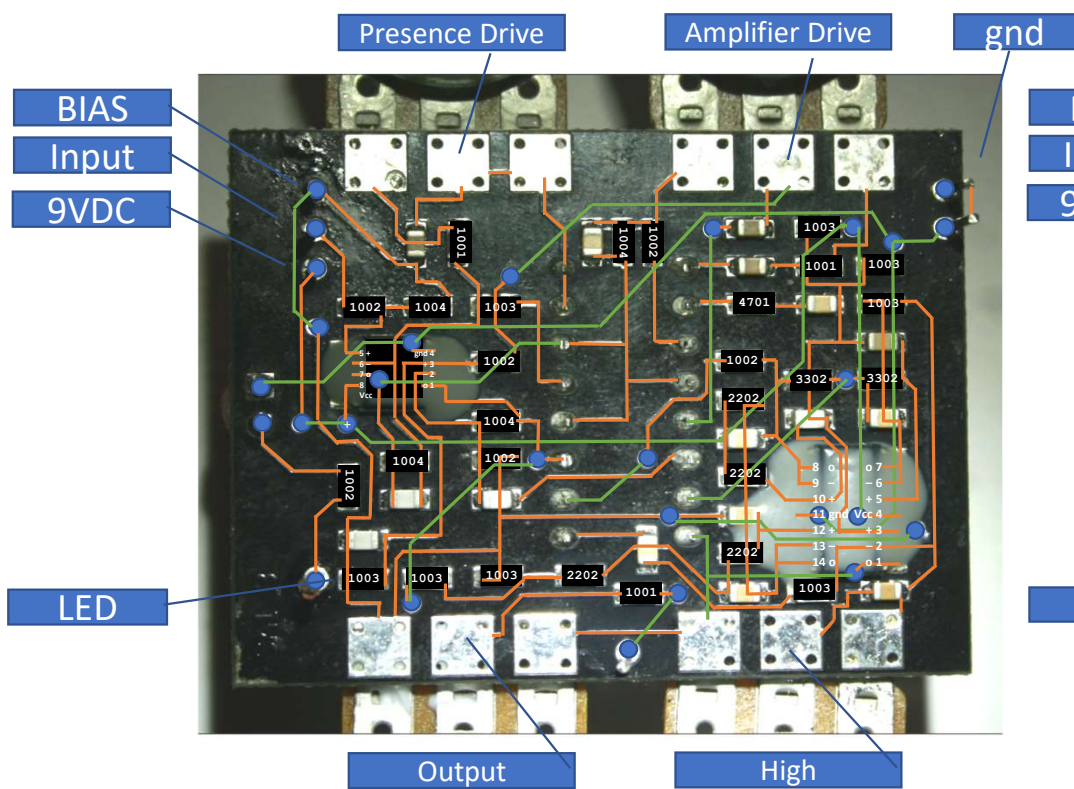 Presence Drive
Amplifier Drive
gnd
BIAS
Input
9VDC
I
9
LED
Output
High
1001
1004
1002
1003
1001
1003
1002
1004
1003
4701
1003
5 +
6 –
7 o
8
Vcc
gnd 4
+ 3
– 2
o 1
1002
1002
3302
3302
2202
1004
+
1004
1002
1002
2202
8 o
9 –
10 +
11 gnd
12 +
13 –
14 o
o 7
– 6
+ 5
Vcc 4
+ 3
– 2
o 1
2202
1003
1003
1003
2202
1001
1003